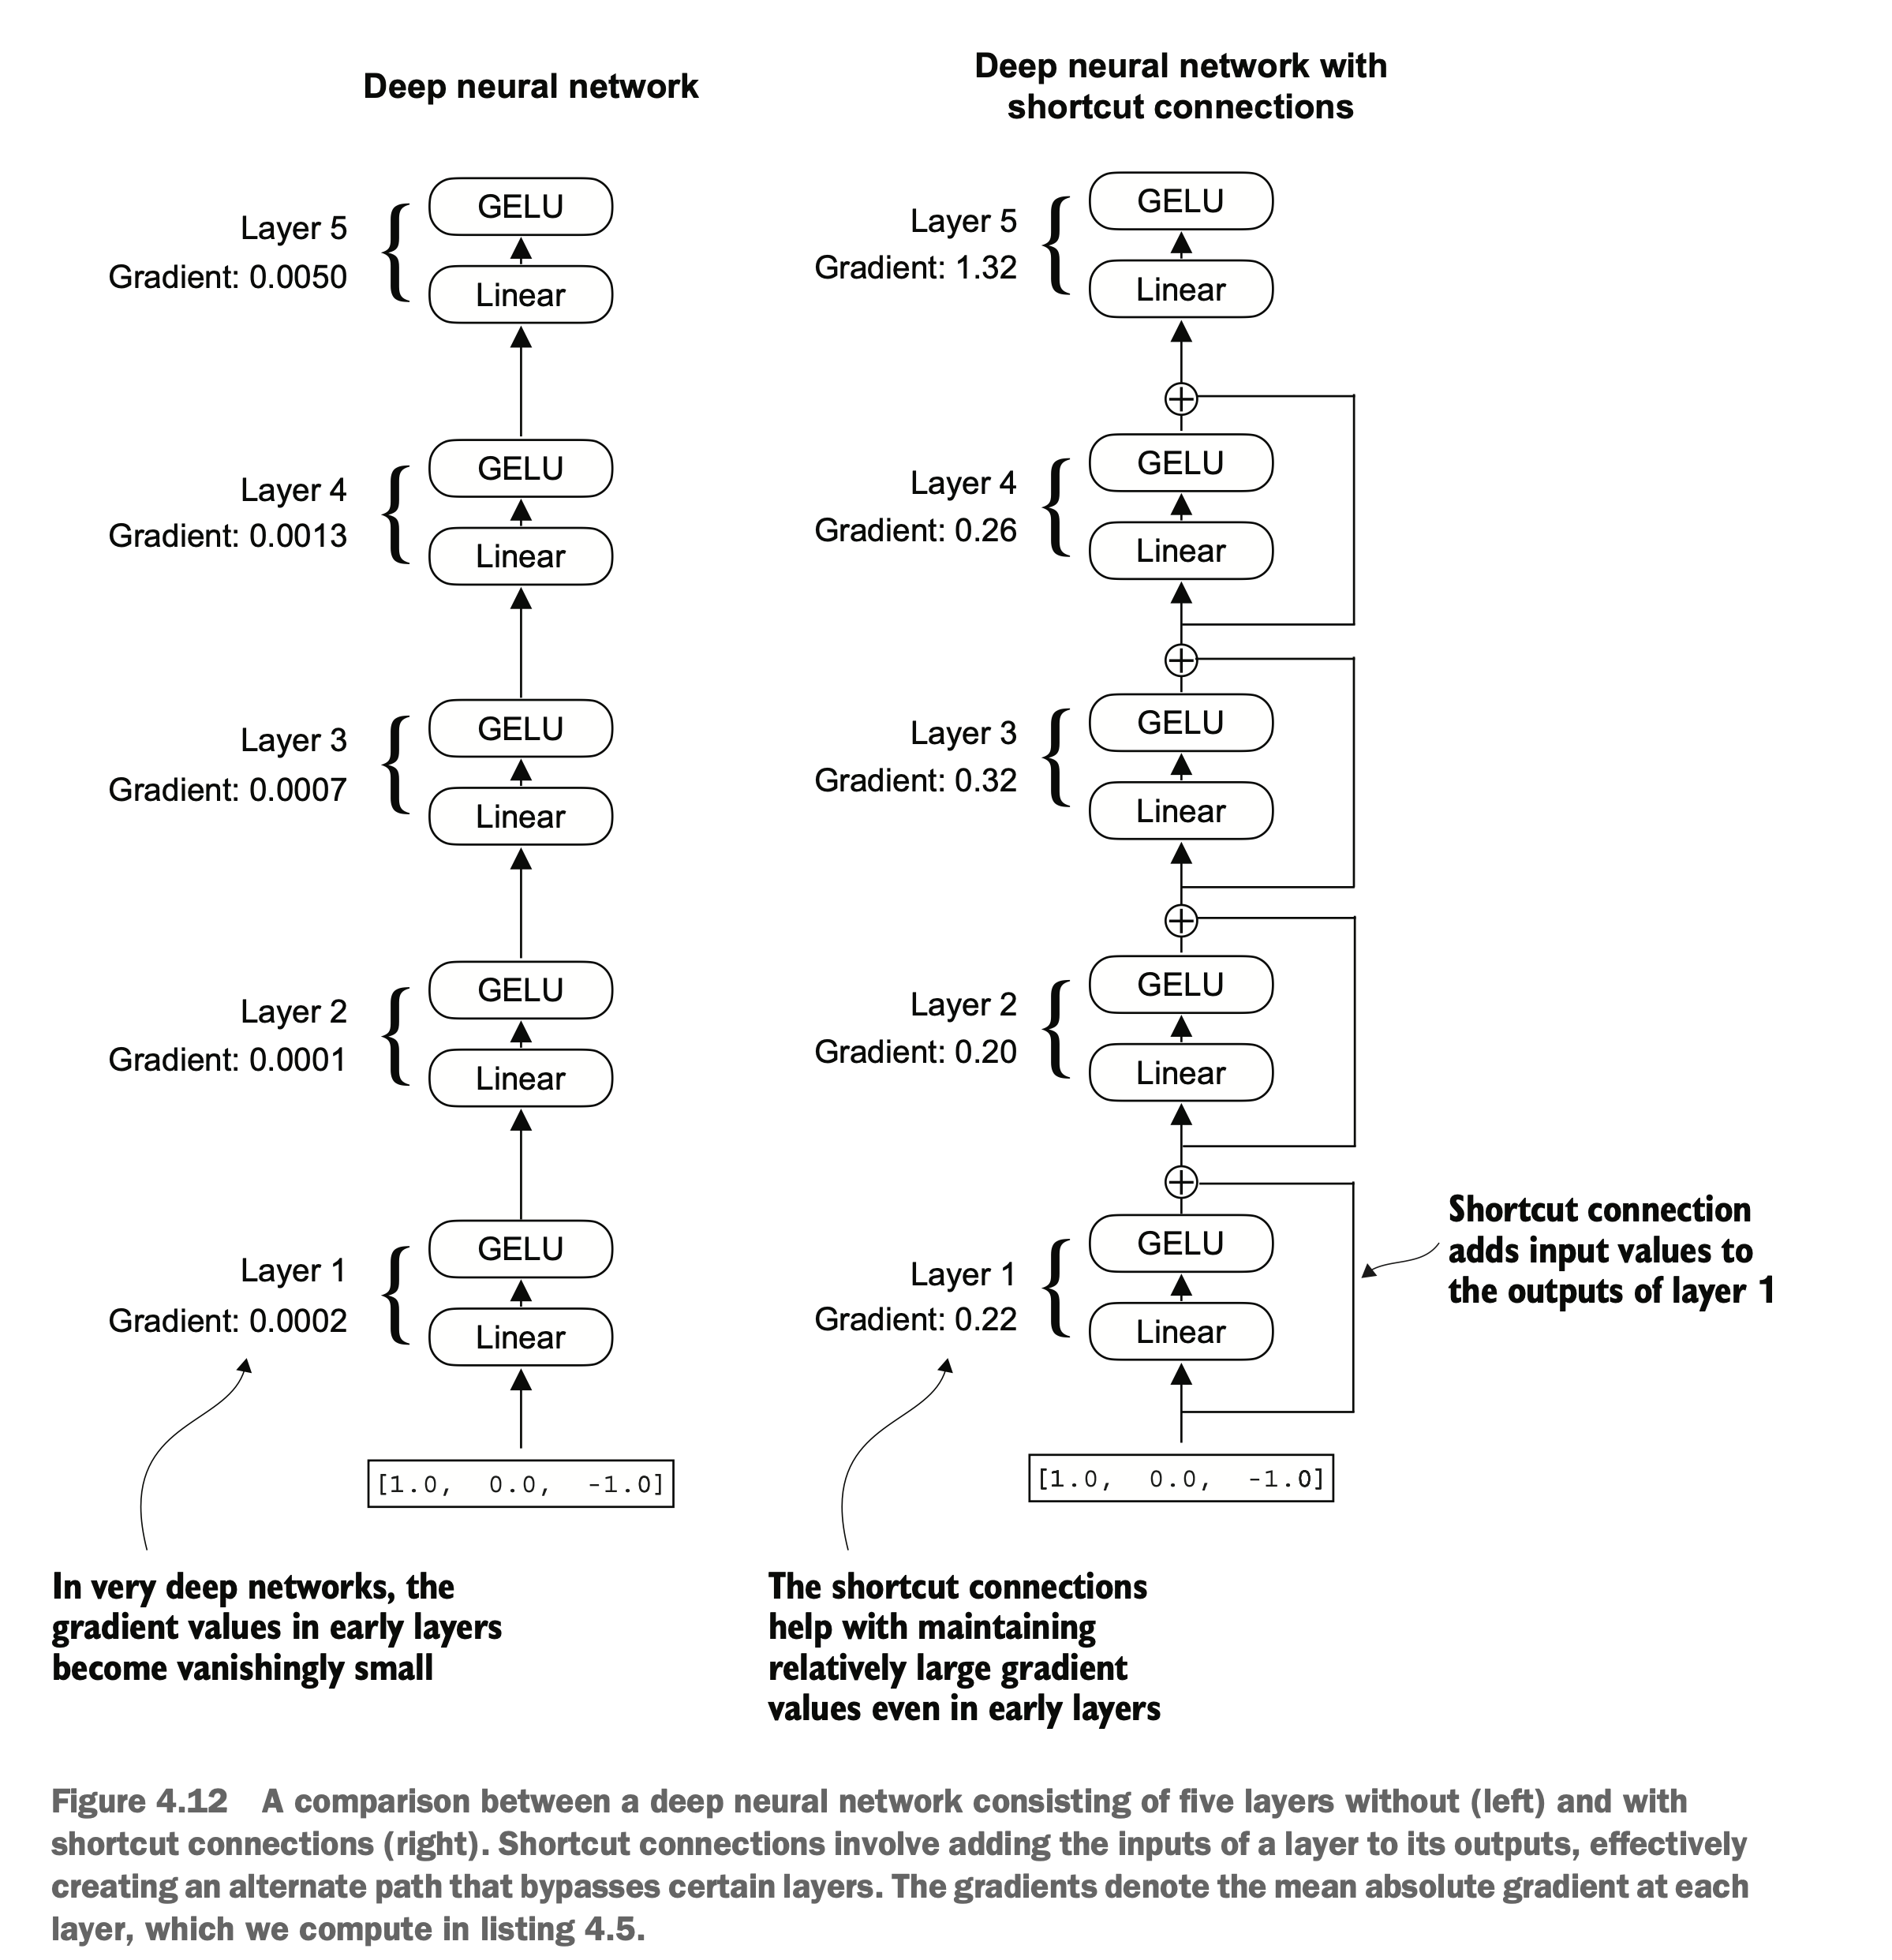 Deep neural network
Layer 5
Gradient: 0.0050
GELU
Linear
Layer 4
Gradient: 0.0013
GELU
Linear
Layer 3
Gradient: 0.0007
GELU
Linear
Layer 2
Gradient: 0.0001
GELU
Linear
Layer 1
Gradient: 0.0002
GELU
Linear
[1.0, 0.0, -1.0]
In very deep networks, the
gradient values in early layers
become vanishingly small
Deep neural network with
shortcut connections
Layer 5
Gradient: 1.32
GELU
Linear
Layer 4
Gradient: 0.26
GELU
Linear
Layer 3
Gradient: 0.32
GELU
Linear
Layer 2
Gradient: 0.20
GELU
Linear
Layer 1
Gradient: 0.22
GELU
Linear
[1.0, 0.0, -1.0]
Shortcut connection
adds input values to
the outputs of layer 1
The shortcut connections
help with maintaining
relatively large gradient
values even in early layers
Figure 4.12 A comparison between a deep neural network consisting of five layers without (left) and with
shortcut connections (right). Shortcut connections involve adding the inputs of a layer to its outputs, effectively
creating an alternate path that bypasses certain layers. The gradients denote the mean absolute gradient at each
layer, which we compute in listing 4.5.